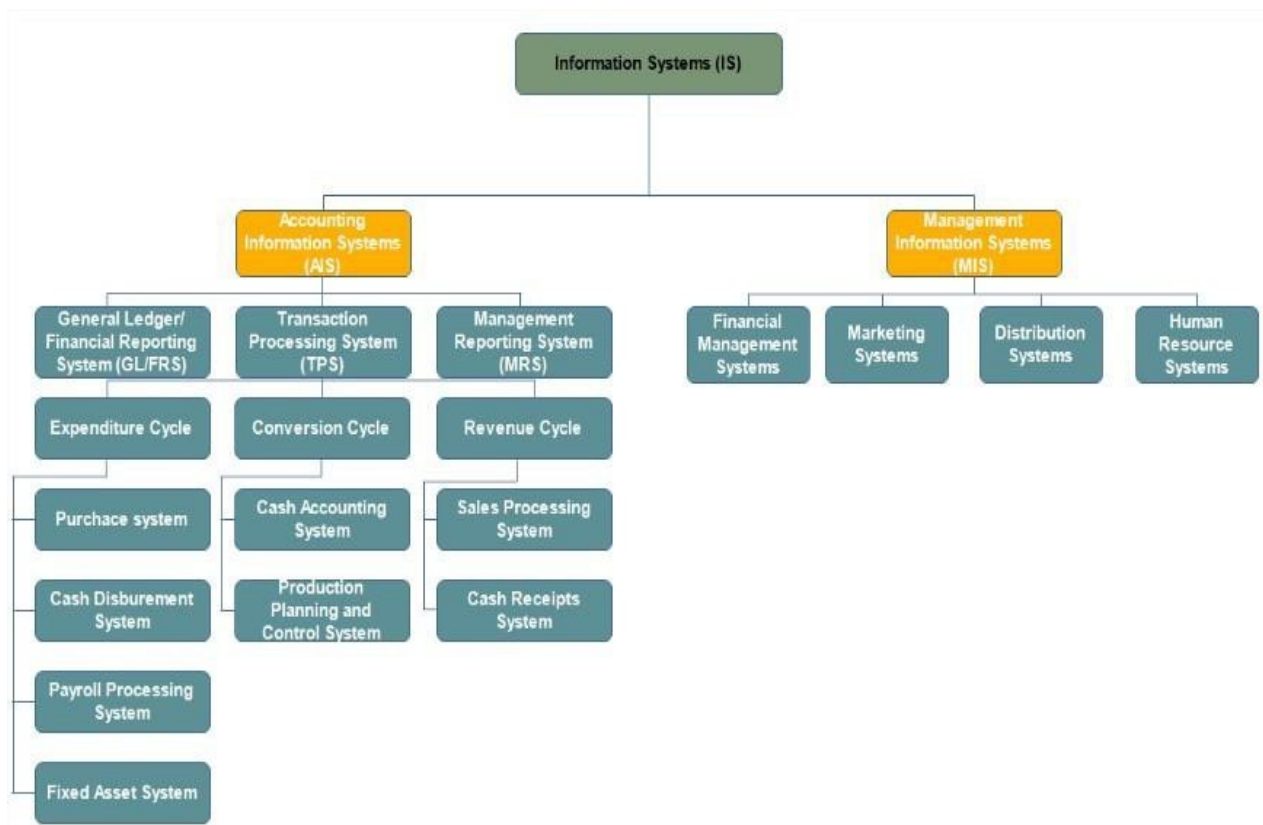 Information Systems (IS)
Accounting
Information Systems
(AIS)
Management
Information Systems
(MIS)
General Ledger/
Financial Reporting
System (GL/FRS)
Transaction
Processing System
(TPS)
Management
Reporting System
(MRS)
Financial
Management
Systems
Marketing
Systems
Distribution
Systems
Human
Resource
Systems
Expenditure Cycle
Conversion Cycle
Revenue Cycle
Purchace system
Cash Accounting
System
Sales Processing
System
Cash Disburement
System
Production
Planning and
Control System
Cash Receipts
System
Payroll Processing
System
Fixed Asset System